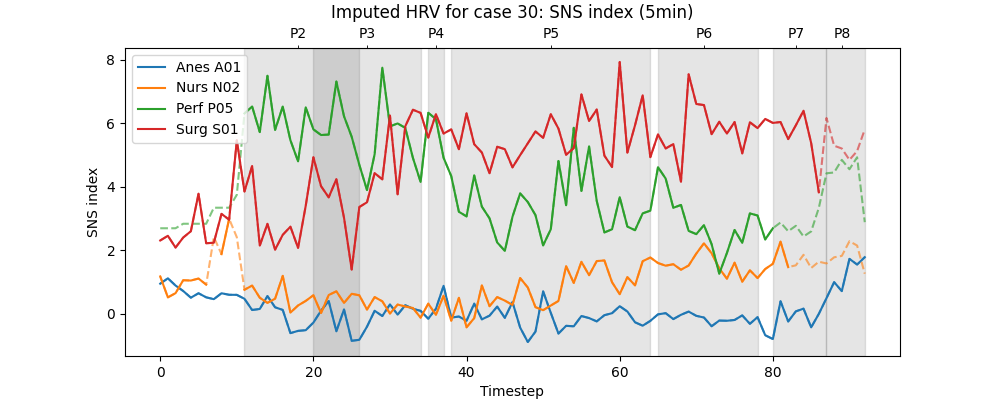 Imputed HRV for case 30: SNS index (5min)
P2 P3 P4 P5 P6 P7 P8
8
6
4
2
0
SNS index
Anes A01
Nurs N02
Perf P05
Surg S01
0 20 40 60 80
Timestep